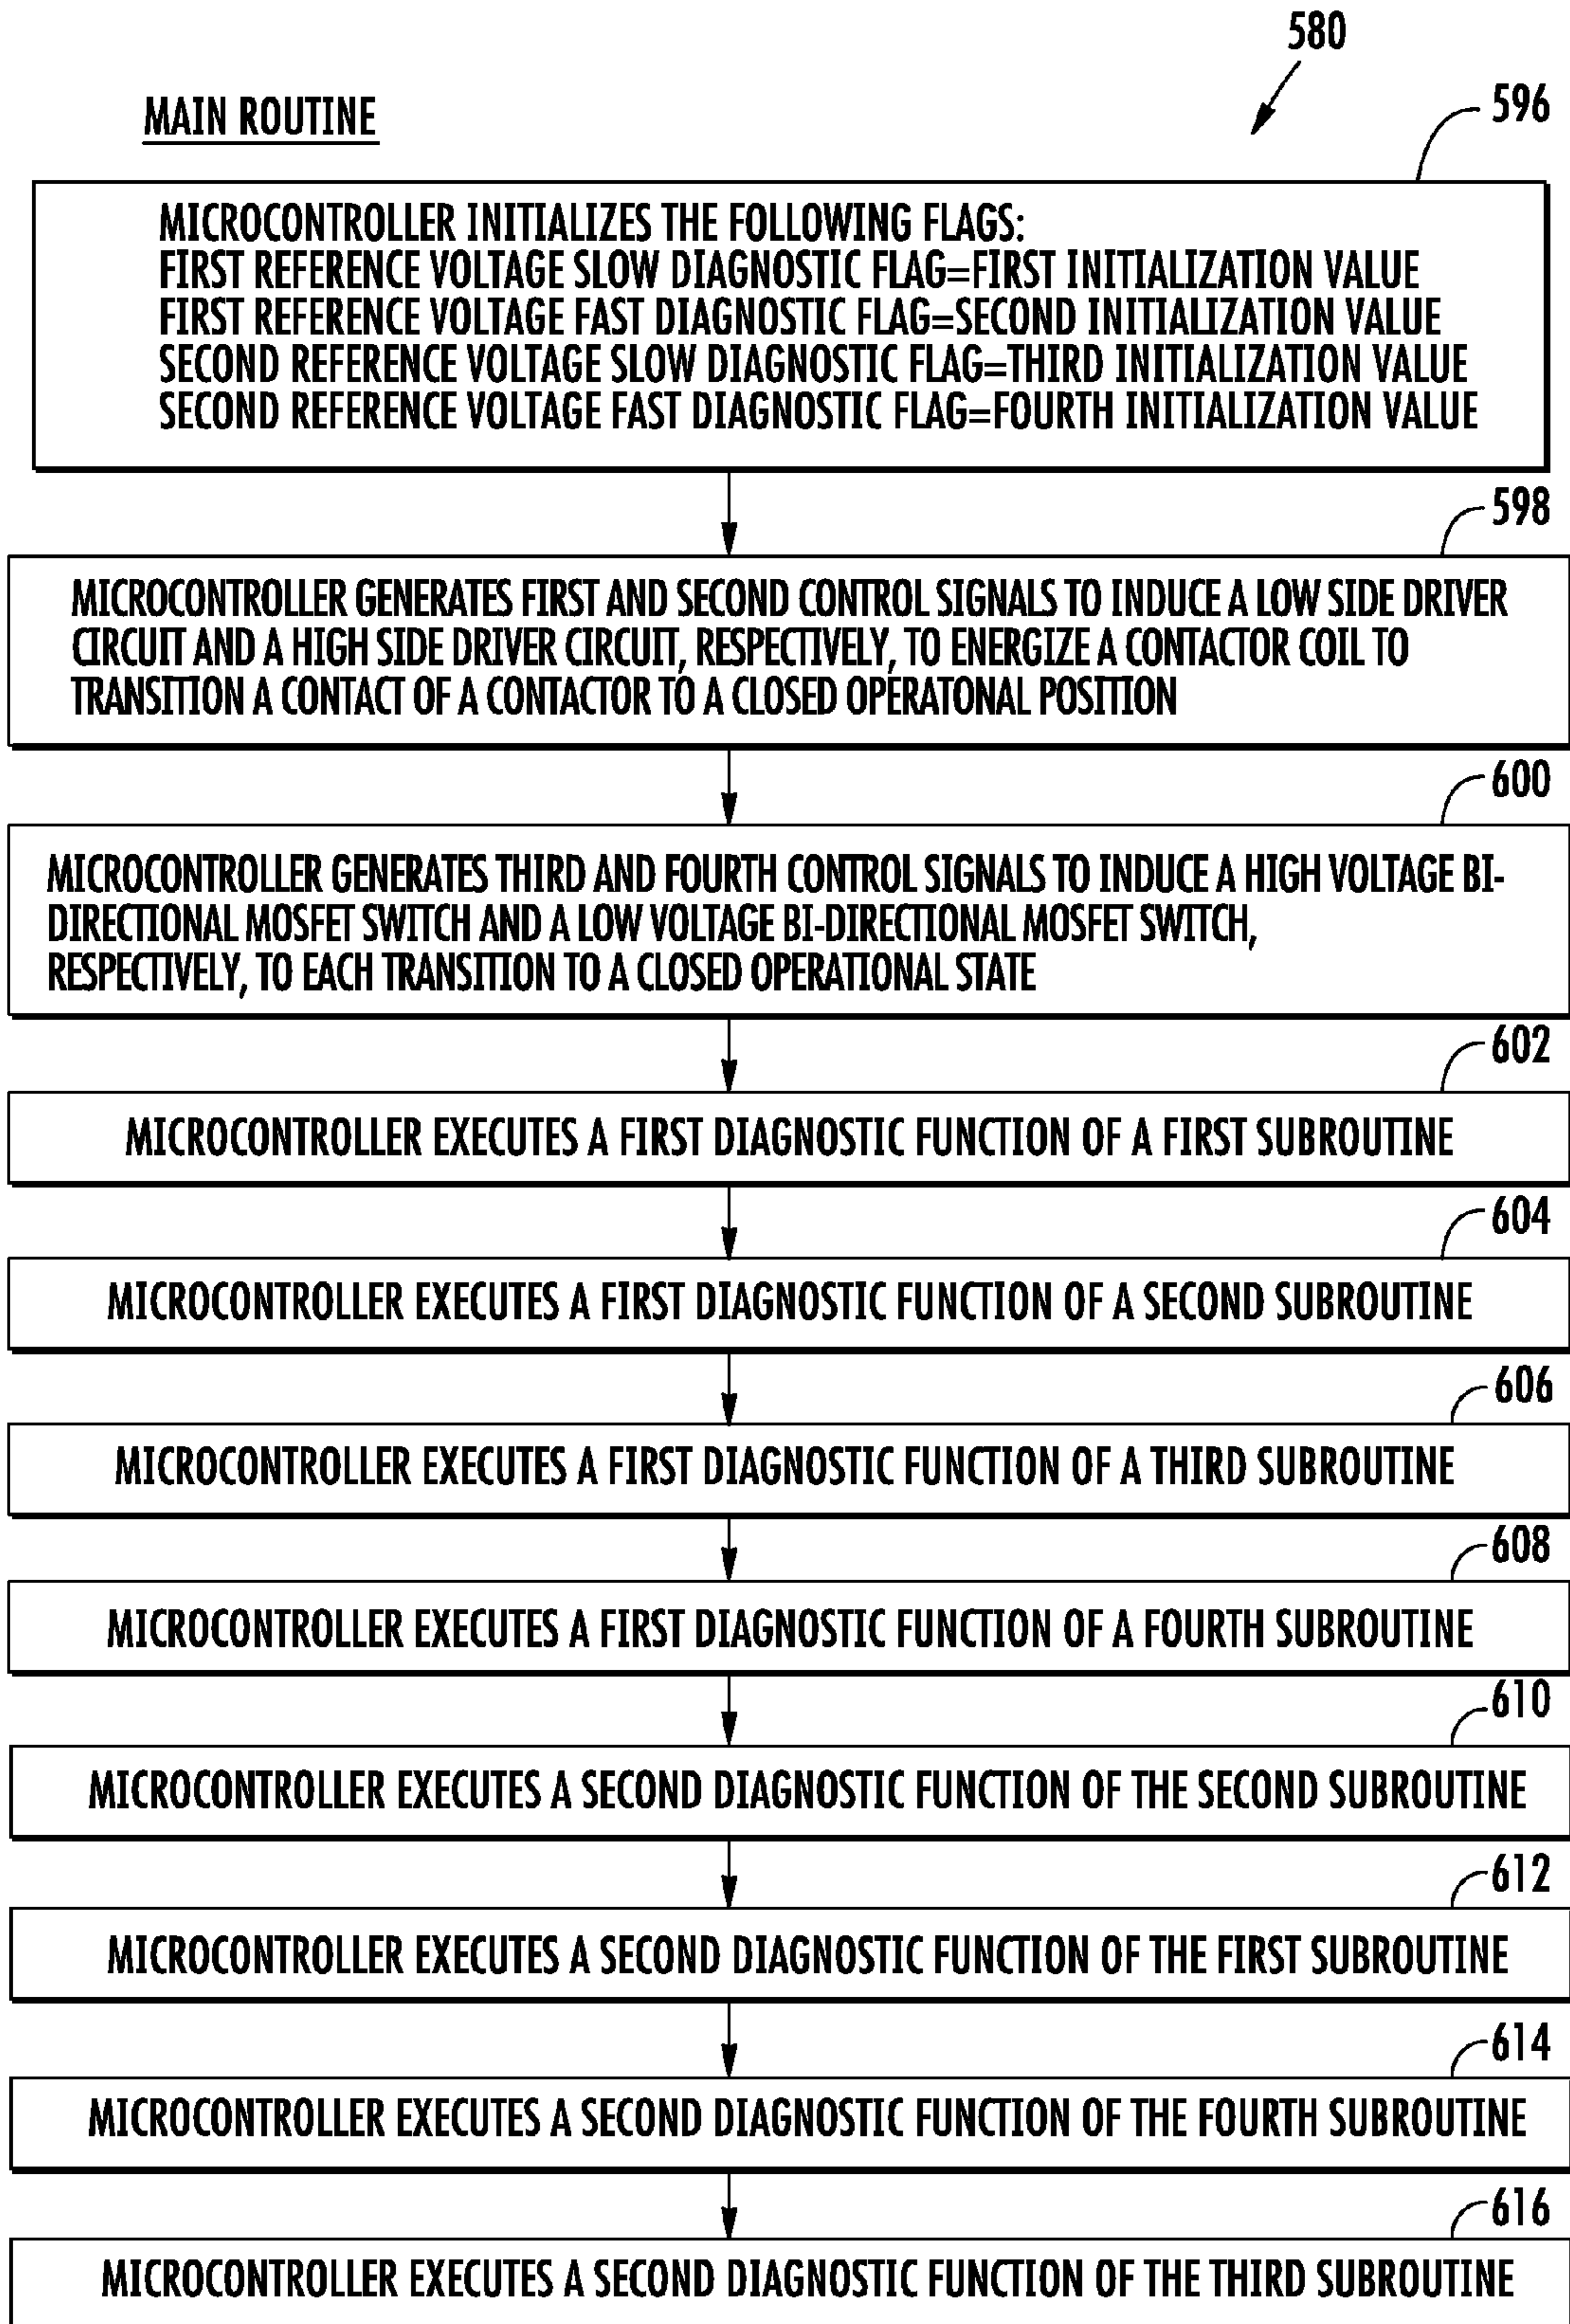 580
MAIN ROUTINE
596
MICROCONTROLLER INITIALIZES THE FOLLOWING FLAGS:
FIRST REFERENCE VOLTAGE SLOW DIAGNOSTIC FLAG=FIRST INITIALIZATION VALUE
FIRST REFERENCE VOLTAGE FAST DIAGNOSTIC FLAG=SECOND INITIALIZATION VALUE
SECOND REFERENCE VOLTAGE SLOW DIAGNOSTIC FLAG=THIRD INITIALIZATION VALUE
SECOND REFERENCE VOLTAGE FAST DIAGNOSTIC FLAG=FOURTH INITIALIZATION VALUE
598
MICROCONTROLLER GENERATES FIRST AND SECOND CONTROL SIGNALS TO INDUCE A LOW SIDE DRIVER
CIRCUIT AND A HIGH SIDE DRIVER CIRCUIT, RESPECTIVELY, TO ENERGIZE A CONTACTOR COIL TO
TRANSITION A CONTACT OF A CONTACTOR TO A CLOSED OPERATONAL POSITION
600
MICROCONTROLLER GENERATES THIRD AND FOURTH CONTROL SIGNALS TO INDUCE A HIGH VOLTAGE BI-
DIRECTIONAL MOSFET SWITCH AND A LOW VOLTAGE BI-DIRECTIONAL MOSFET SWITCH,
RESPECTIVELY, TO EACH TRANSITION TO A CLOSED OPERATIONAL STATE
602
MICROCONTROLLER EXECUTES A FIRST DIAGNOSTIC FUNCTION OF A FIRST SUBROUTINE
604
MICROCONTROLLER EXECUTES A FIRST DIAGNOSTIC FUNCTION OF A SECOND SUBROUTINE
606
MICROCONTROLLER EXECUTES A FIRST DIAGNOSTIC FUNCTION OF A THIRD SUBROUTINE
608
MICROCONTROLLER EXECUTES A FIRST DIAGNOSTIC FUNCTION OF A FOURTH SUBROUTINE
610
MICROCONTROLLER EXECUTES A SECOND DIAGNOSTIC FUNCTION OF THE SECOND SUBROUTINE
612
MICROCONTROLLER EXECUTES A SECOND DIAGNOSTIC FUNCTION OF THE FIRST SUBROUTINE
614
MICROCONTROLLER EXECUTES A SECOND DIAGNOSTIC FUNCTION OF THE FOURTH SUBROUTINE
616
MICROCONTROLLER EXECUTES A SECOND DIAGNOSTIC FUNCTION OF THE THIRD SUBROUTINE